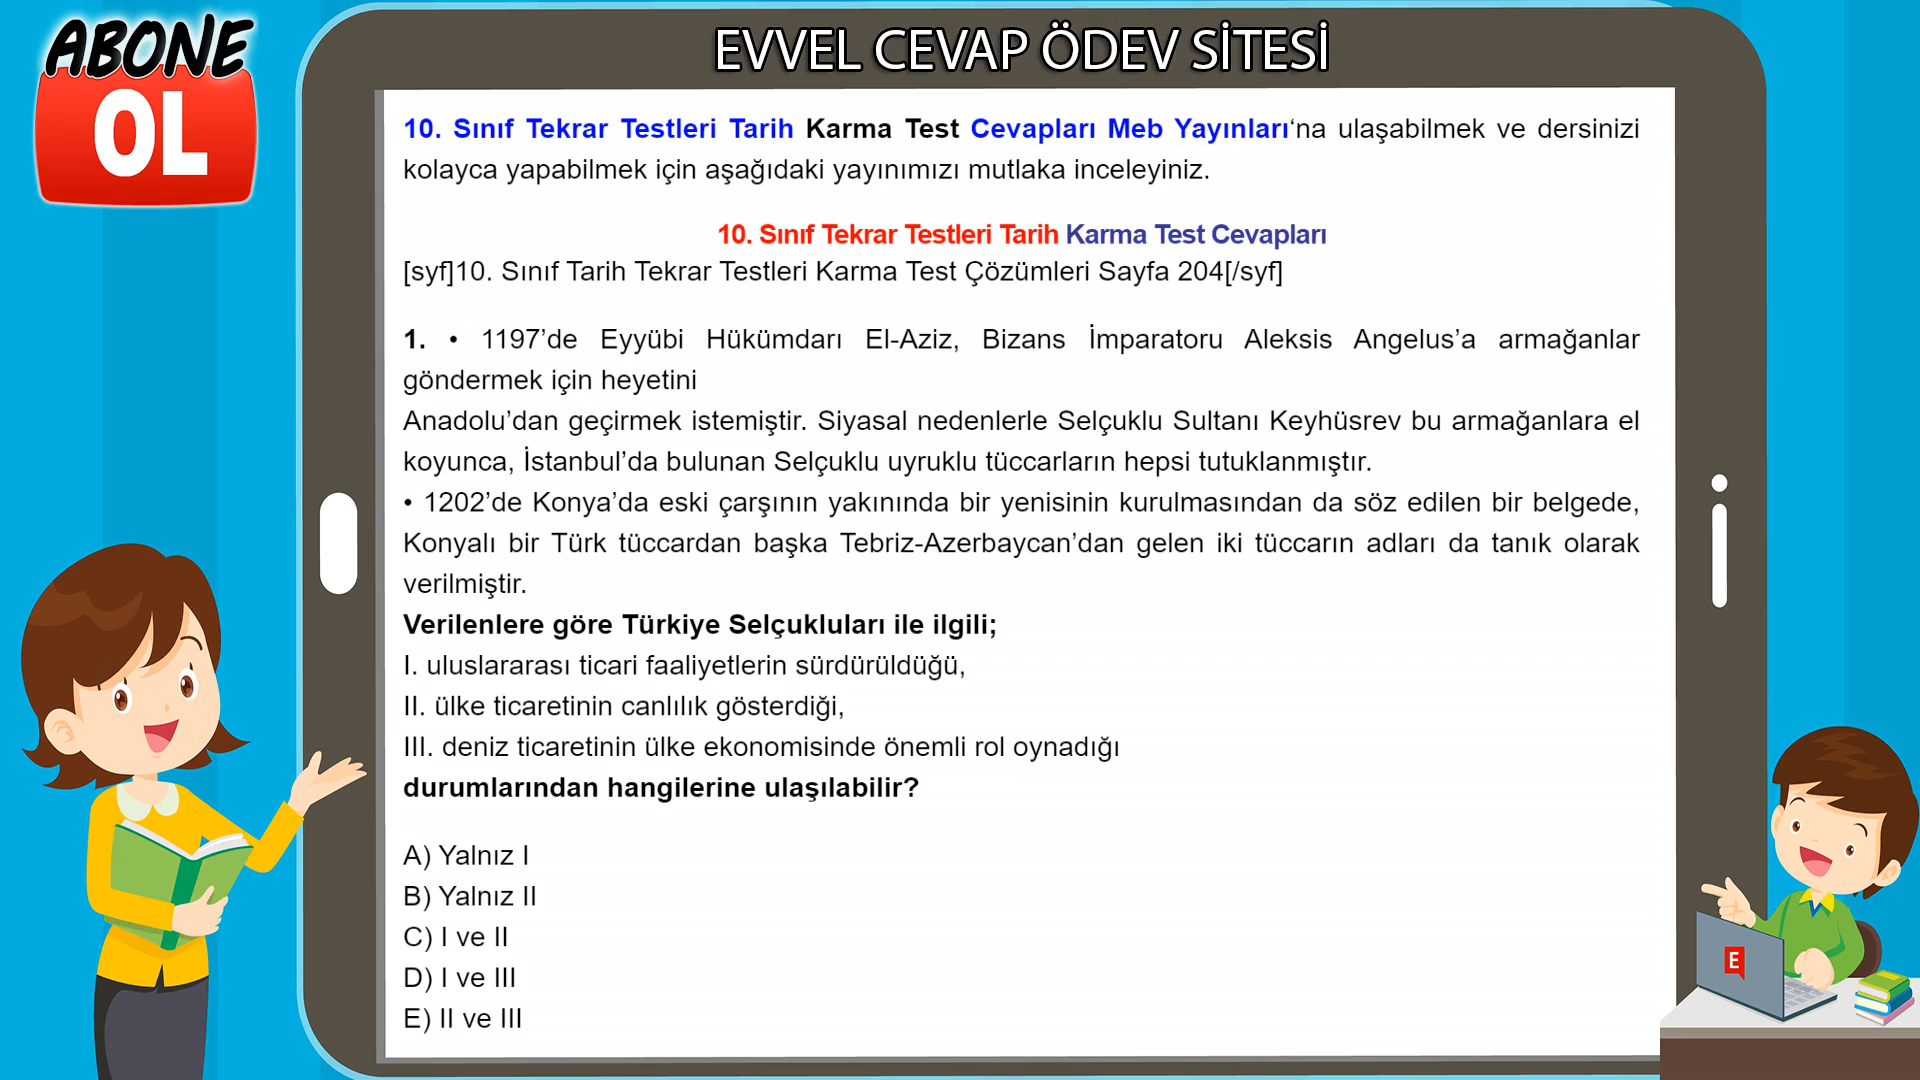 ABONE
OL
EVVEL CEVAP ÖDEV SİTESİ
10. Sınıf Tekrar Testleri Tarih Karma Test Cevapları Meb Yayınları‘na ulaşabilmek ve dersinizi
kolayca yapabilmek için aşağıdaki yayınımızı mutlaka inceleyiniz.
10. Sınıf Tekrar Testleri Tarih Karma Test Cevapları
[syf]10. Sınıf Tarih Tekrar Testleri Karma Test Çözümleri Sayfa 204[/syf]
1. • 1197’de Eyyübi Hükümdarı El-Aziz, Bizans İmparatoru Aleksis Angelus’a armağanlar
göndermek için heyetini
Anadolu’dan geçirmek istemiştir. Siyasal nedenlerle Selçuklu Sultanı Keyhüsrev bu armağanlara el
koyunca, İstanbul’da bulunan Selçuklu uyruklu tüccarların hepsi tutuklanmıştır.
• 1202’de Konya’da eski çarşının yakınında bir yenisinin kurulmasından da söz edilen bir belgede,
Konyalı bir Türk tüccardan başka Tebriz-Azerbaycan’dan gelen iki tüccarın adları da tanık olarak
verilmiştir.
Verilenlere göre Türkiye Selçukluları ile ilgili;
I. uluslararası ticari faaliyetlerin sürdürüldüğü,
II. ülke ticaretinin canlılık gösterdiği,
III. deniz ticaretinin ülke ekonomisinde önemli rol oynadığı
durumlarından hangilerine ulaşılabilir?
A) Yalnız I
B) Yalnız II
C) I ve II
D) I ve III
E) II ve III
E